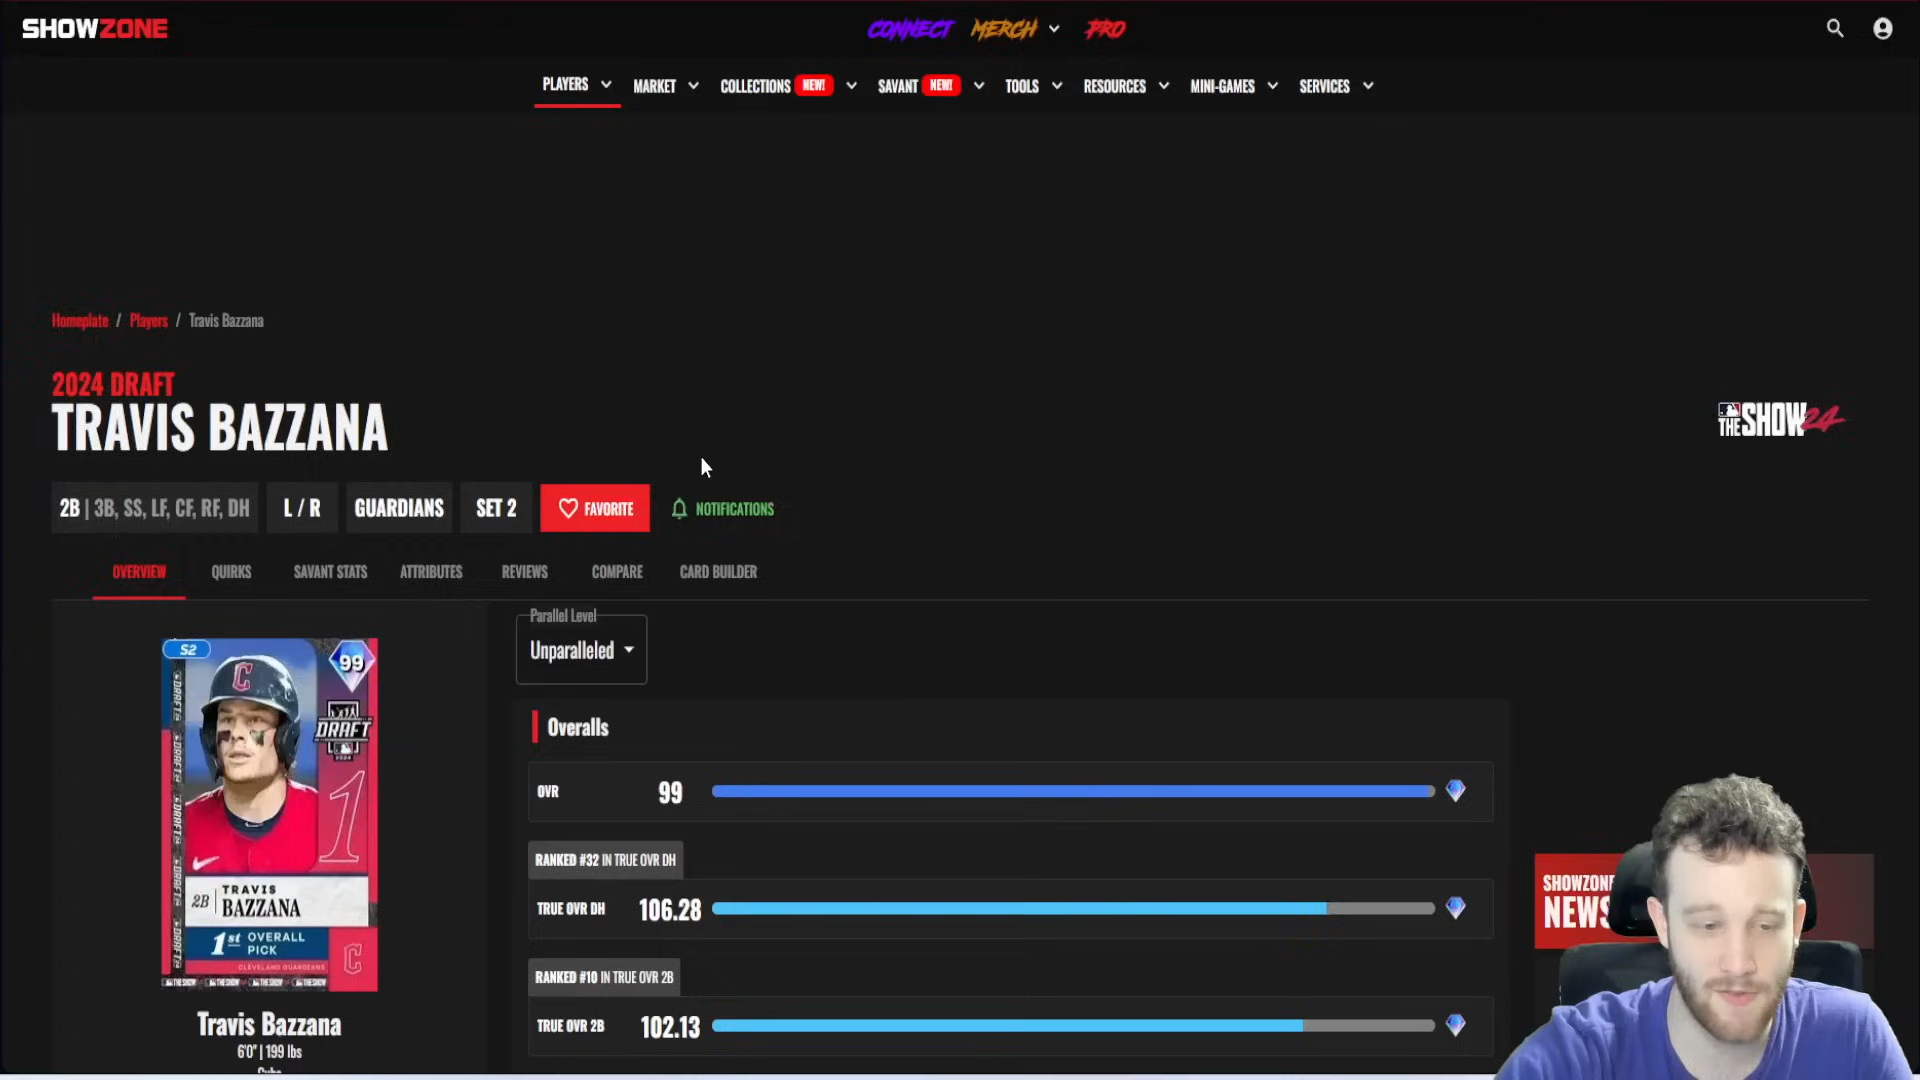 SHOWZONE
CONNECT MERCH PRO
PLAYERS MARKET COLLECTIONS NEW! SAVANT NEW! TOOLS RESOURCES MINI-GAMES SERVICES
Homeplate / Players / Travis Bazzana
2024 DRAFT
TRAVIS BAZZANA
MLB THE SHOW 24
2B | 3B, SS, LF, CF, RF, DH L / R GUARDIANS SET 2 FAVORITE NOTIFICATIONS
OVERVIEW QUIRKS SAVANT STATS ATTRIBUTES REVIEWS COMPARE CARD BUILDER
Parallel Level
Unparalleled
S2
99
DRAFT
1
2B TRAVIS
BAZZANA
1st OVERALL
PICK
CLEVELAND GUARDIANS
Travis Bazzana
6'0" | 199 lbs
Overalls
OVR 99
RANKED #32 IN TRUE OVR DH
TRUE OVR DH 106.28
RANKED #10 IN TRUE OVR 2B
TRUE OVR 2B 102.13
SHOWZONE
NEWS